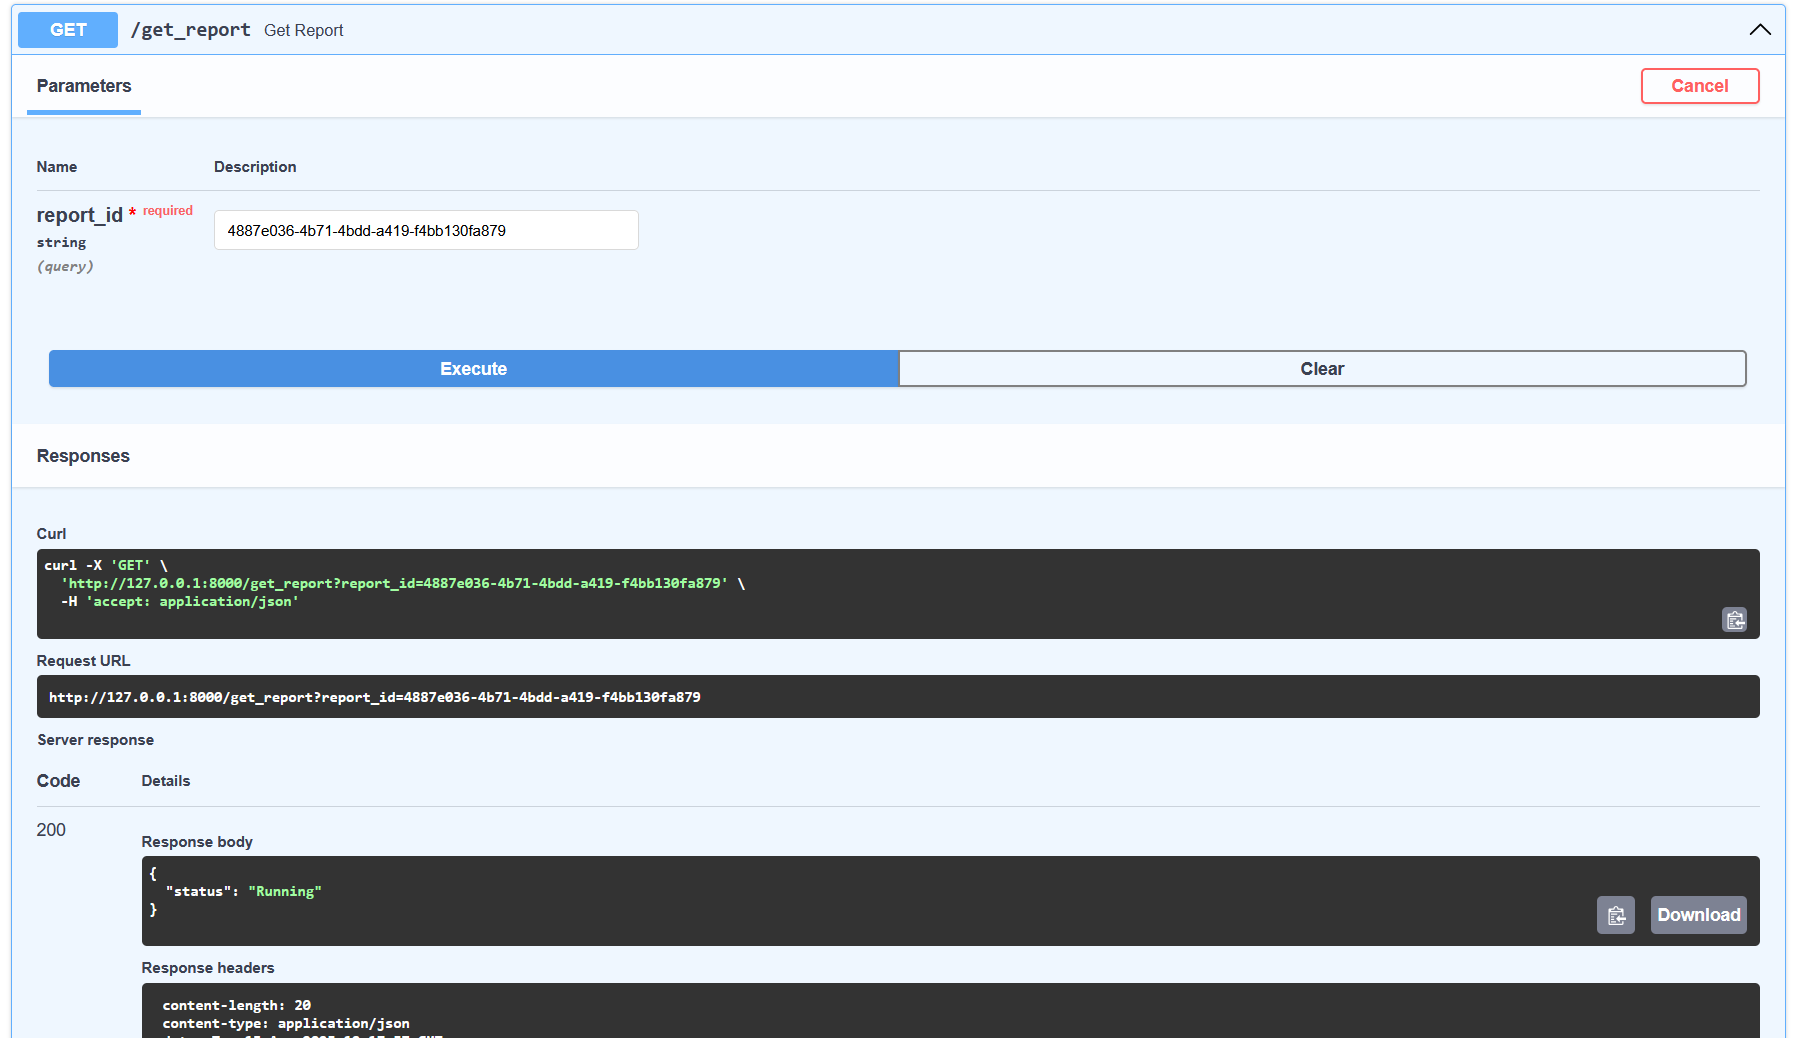 GET /get_report Get Report
Parameters
Cancel
Name Description
report_id * required
string
(query)
4887e036-4b71-4bdd-a419-f4bb130fa879
Execute
Clear
Responses
Curl
curl -X 'GET' \
'http://127.0.0.1:8000/get_report?report_id=4887e036-4b71-4bdd-a419-f4bb130fa879' \
-H 'accept: application/json'
Request URL
http://127.0.0.1:8000/get_report?report_id=4887e036-4b71-4bdd-a419-f4bb130fa879
Server response
Code Details
200
Response body
{
"status": "Running"
}
Download
Response headers
content-length: 20
content-type: application/json